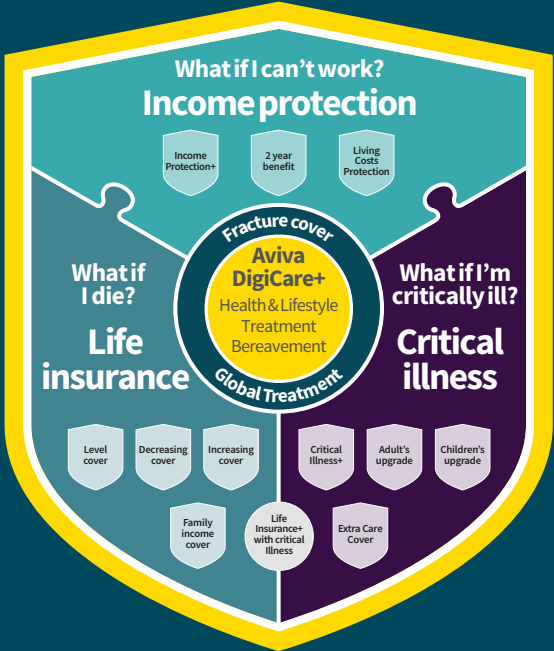 What if I can't work?
Income protection
Income
Protection+
2 year
benefit
Living
Costs
Protection
Fracture cover
Aviva
DigiCare+
Health & Lifestyle
Treatment
Bereavement
Global Treatment
What if
I die?
Life
insurance
What if I'm
critically ill?
Critical
illness
Level
cover
Decreasing
cover
Increasing
cover
Critical
Illness+
Adult's
upgrade
Children's
upgrade
Family
income
cover
Life
Insurance+
with critical
Illness
Extra Care
Cover